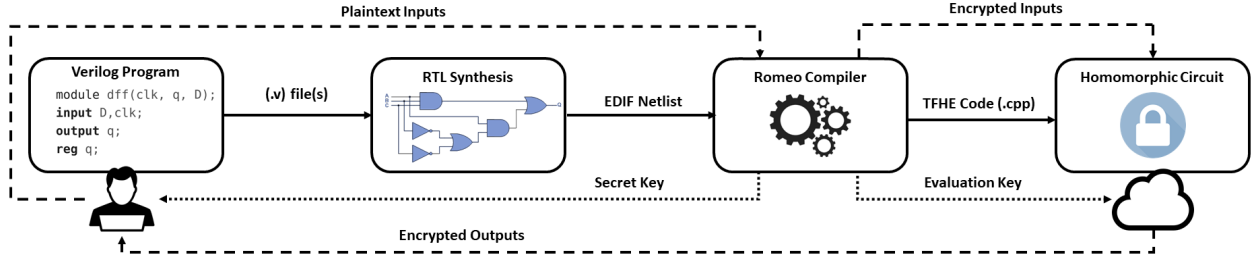 Plaintext Inputs
Encrypted Inputs
Verilog Program
module dff(clk, q, D);
input D,clk;
output q;
reg q;
(.v) file(s)
RTL Synthesis
A
B
C
Q
EDIF Netlist
Romeo Compiler
TFHE Code (.cpp)
Homomorphic Circuit
Secret Key
Evaluation Key
Encrypted Outputs